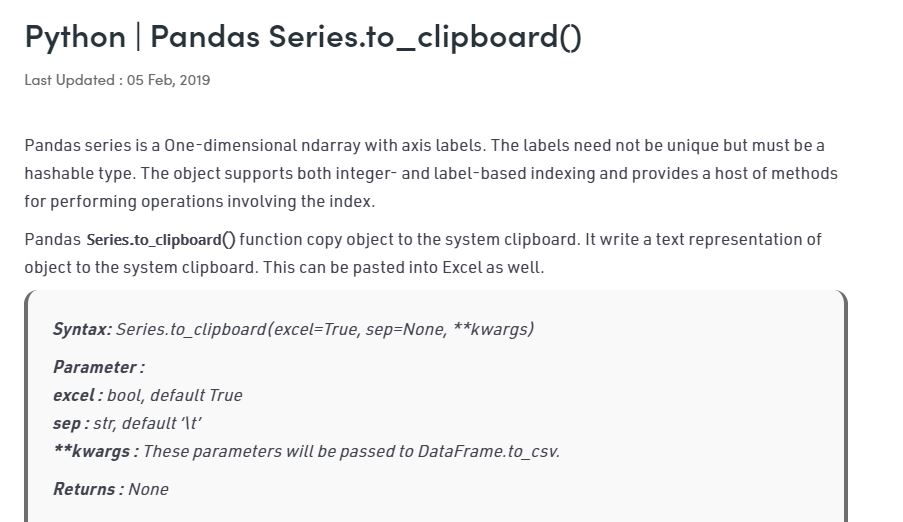 Python | Pandas Series.to_clipboard()
Last Updated : 05 Feb, 2019
Pandas series is a One-dimensional ndarray with axis labels. The labels need not be unique but must be a
hashable type. The object supports both integer- and label-based indexing and provides a host of methods
for performing operations involving the index.
Pandas Series.to_clipboard() function copy object to the system clipboard. It write a text representation of
object to the system clipboard. This can be pasted into Excel as well.
Syntax: Series.to_clipboard(excel=True, sep=None, **kwargs)
Parameter :
excel : bool, default True
sep : str, default ‘\t’
**kwargs : These parameters will be passed to DataFrame.to_csv.
Returns : None